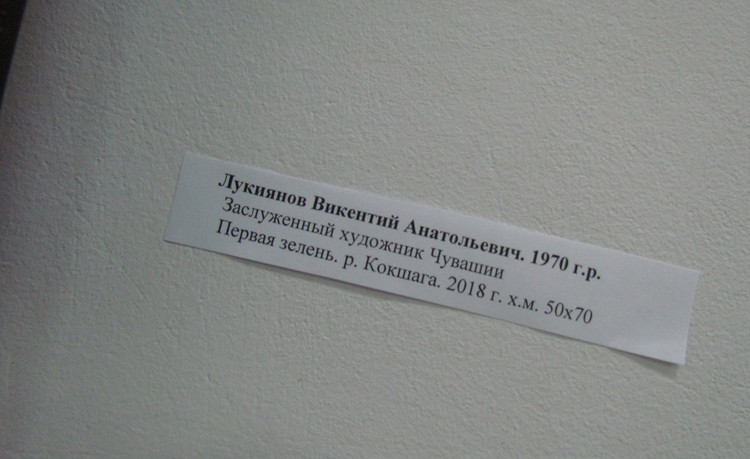 Лукиянов Викентий Анатольевич. 1970 г.р.
Заслуженный художник Чувашии
Первая зелень. р. Кокшага. 2018 г. х.м. 50х70